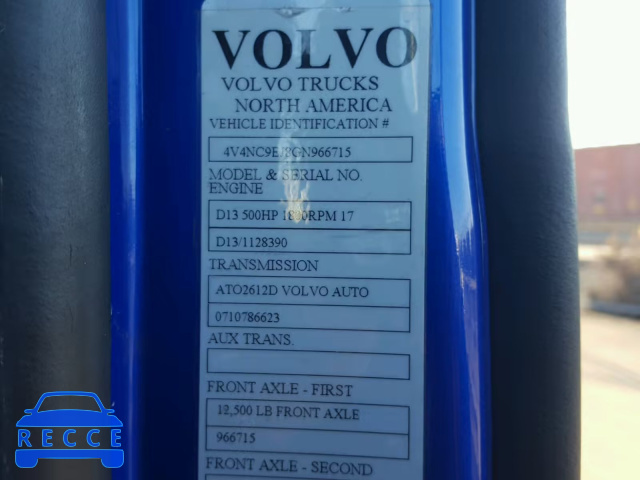 VOLVO
VOLVO TRUCKS
NORTH AMERICA
VEHICLE IDENTIFICATION #
MODEL & SERIAL NO.
ENGINE
D13 500HP 17
D13/1128390
TRANSMISSION
ATO2612D VOLVO AUTO
0710786623
AUX TRANS.
FRONT AXLE - FIRST
12,500 LB FRONT AXLE
966715
FRONT AXLE - SECOND
RECCE